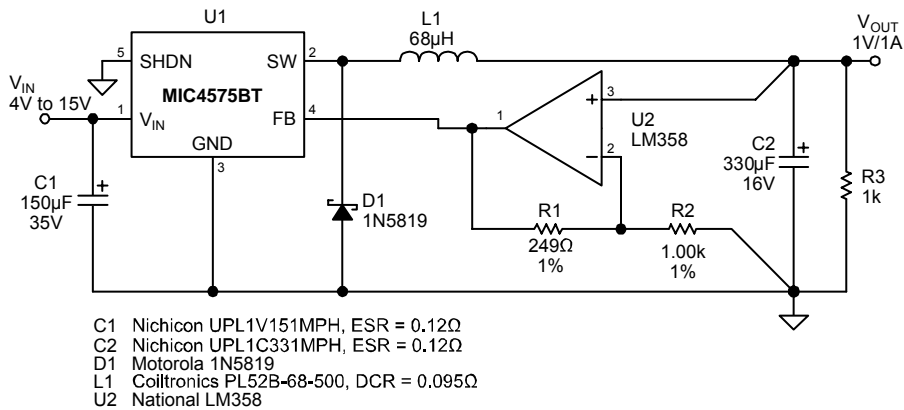 U1
L1
68µH
VOUT
1V/1A
5
SHDN
SW
2
VIN
4V to 15V
MIC4575BT
1
VIN
FB
4
GND
3
C1
150µF
35V
+
D1
1N5819
1
+
3
–
2
U2
LM358
R1
249Ω
1%
R2
1.00k
1%
C2
330µF
16V
+
R3
1k
C1 Nichicon UPL1V151MPH, ESR = 0.12Ω
C2 Nichicon UPL1C331MPH, ESR = 0.12Ω
D1 Motorola 1N5819
L1 Coiltronics PL52B-68-500, DCR = 0.095Ω
U2 National LM358